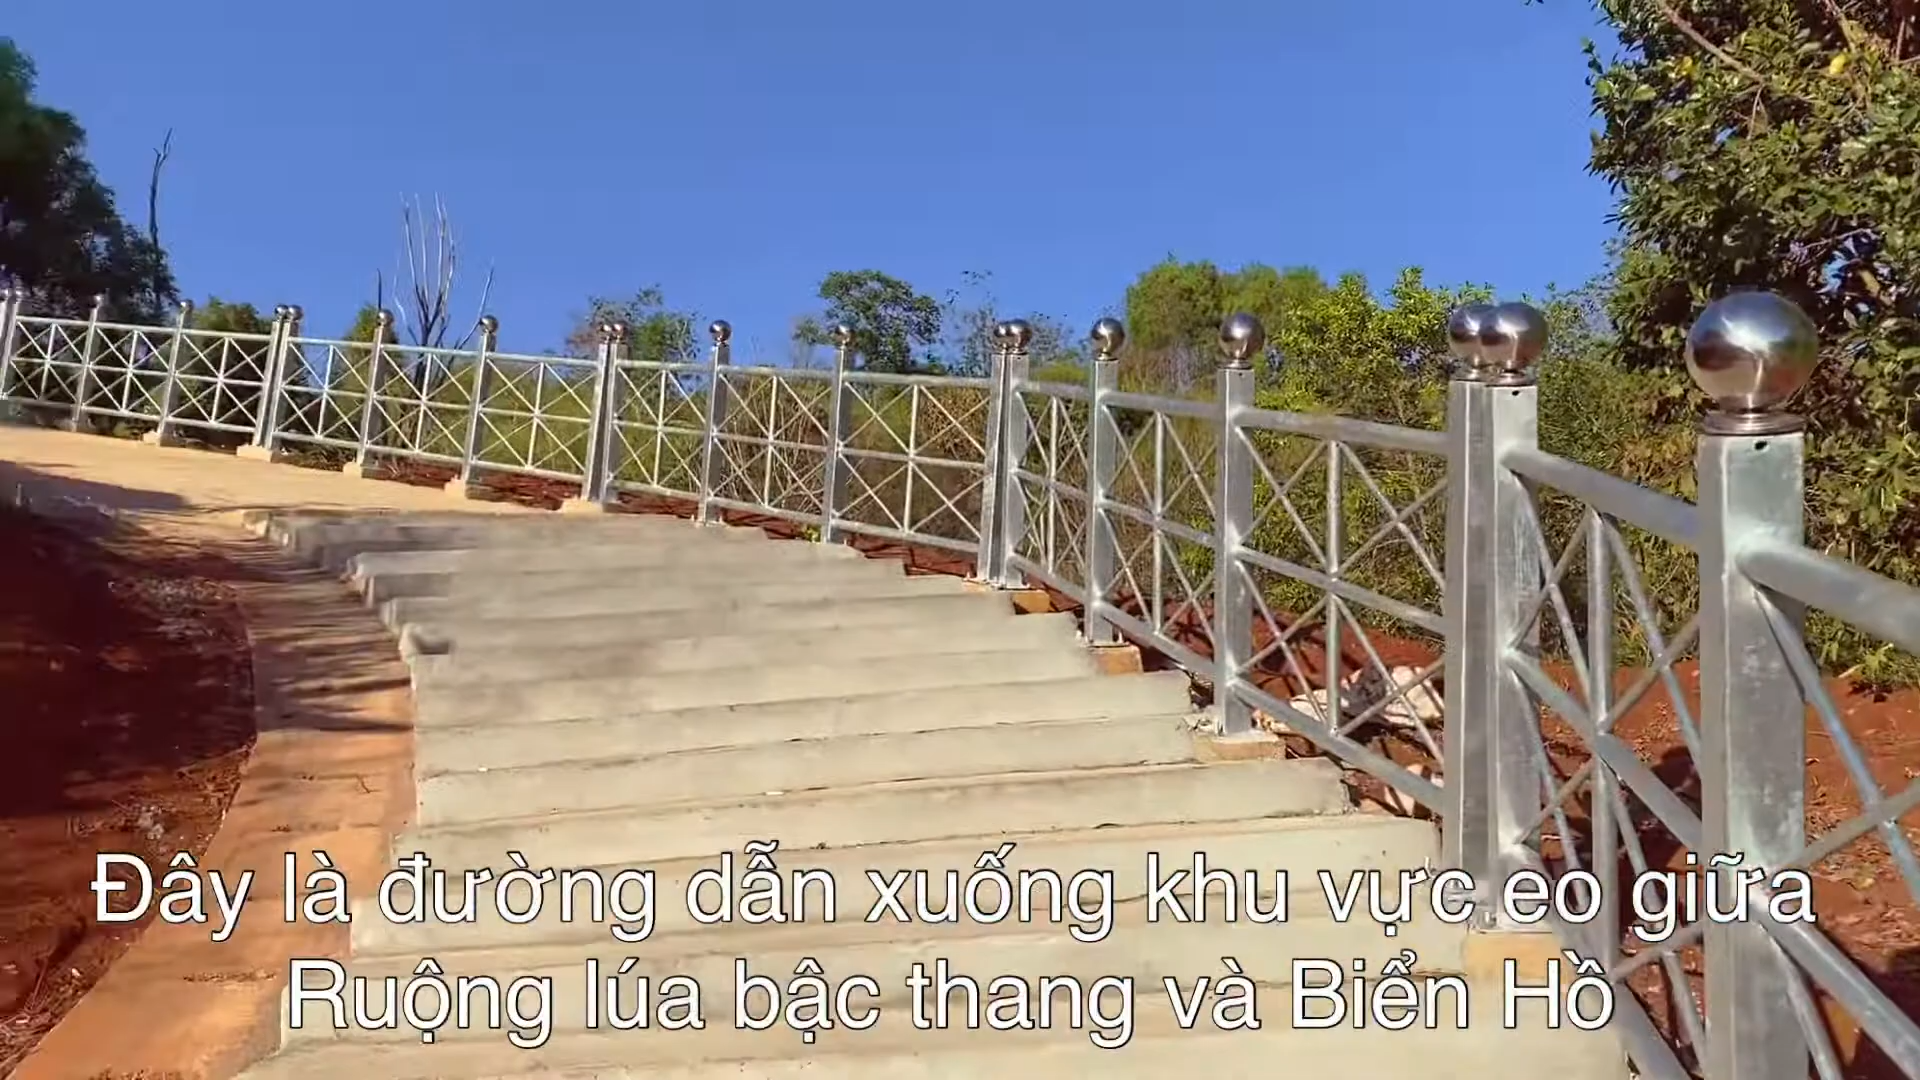 Đây là đường dẫn xuống khu vực eo giữa
Ruộng lúa bậc thang và Biển Hồ